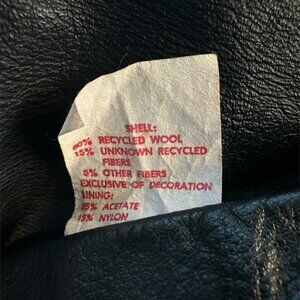 SHELL:
80% RECYCLED WOOL
15% UNKNOWN RECYCLED
FIBERS
5% OTHER FIBERS
EXCLUSIVE OF DECORATION
LINING:
85% ACETATE
15% NYLON